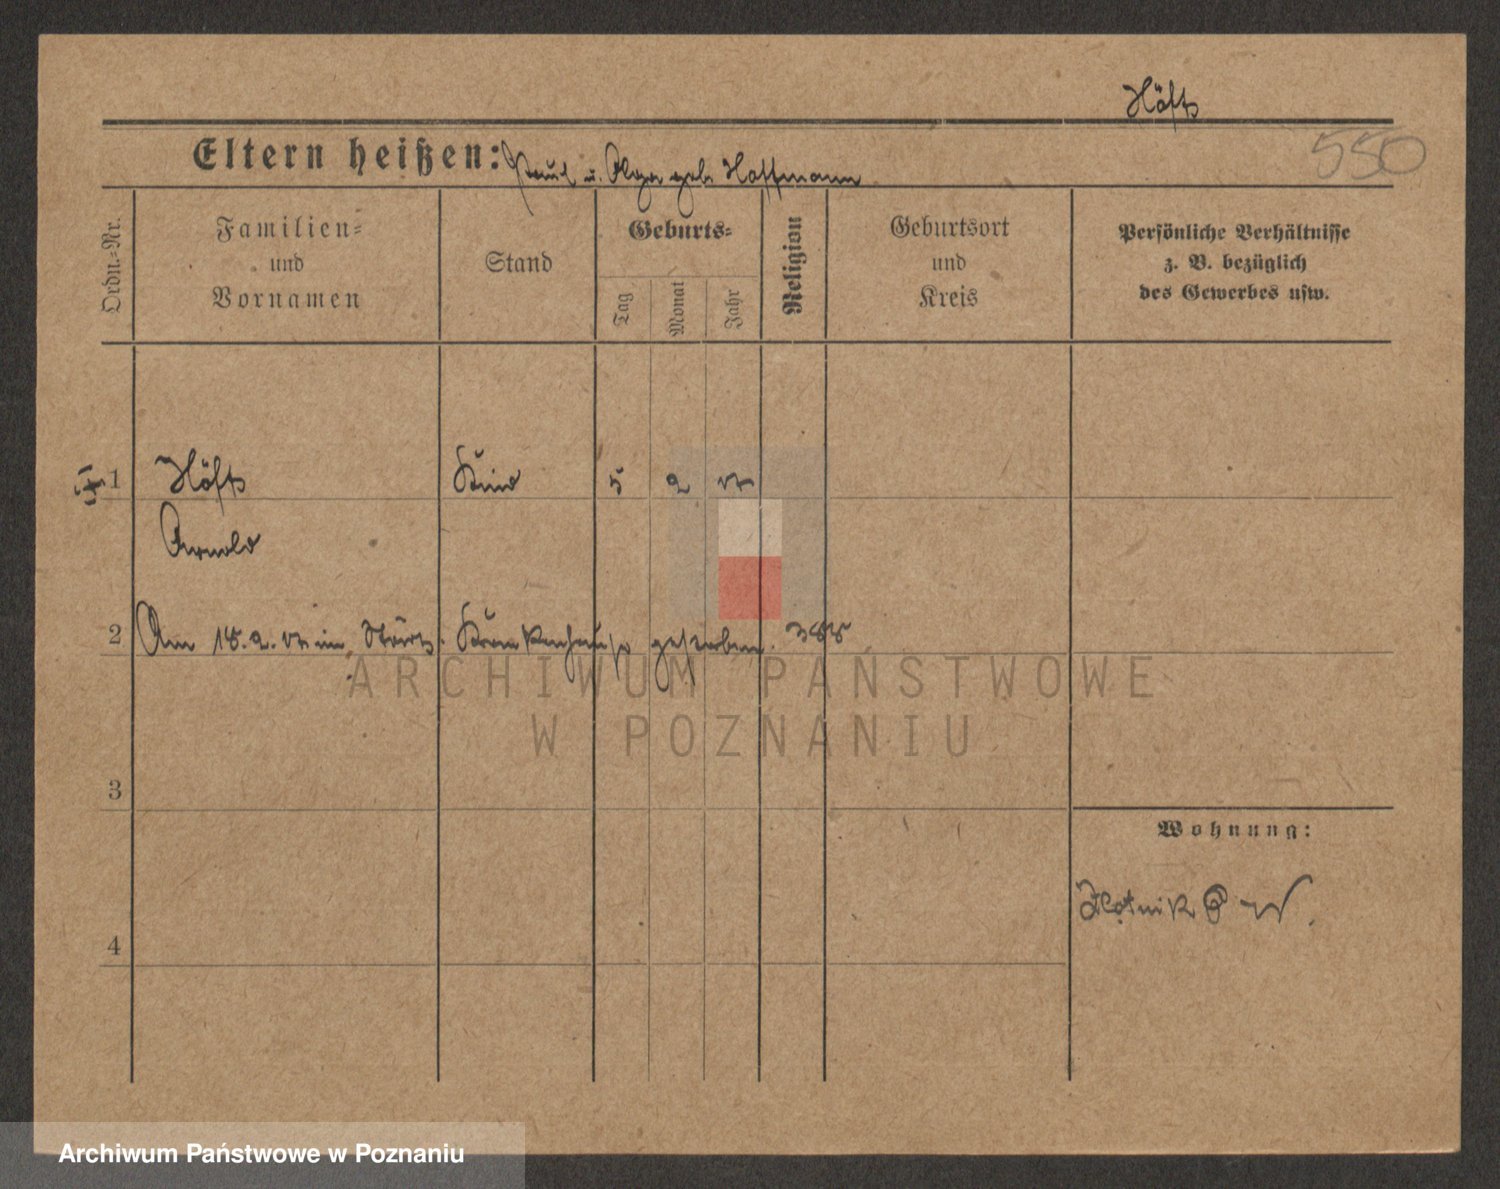 Höft
550
Eltern heißen: Paul u. Olga geb. Hoffmann
Ordn.-Nr.
Familien-
und
Vornamen
Stand
Geburts-
Tag
Monat
Jahr
Religion
Geburtsort
und
Kreis
Persönliche Verhältnisse
z. B. bezüglich
des Gewerbes usw.
1 Höft Kind 5 2
Arnold
2 Am 18. 2. im Krankenhause gestorben.
ARCHIWUM PAŃSTWOWE
W POZNANIU
3
Wohnung:
4
Archiwum Państwowe w Poznaniu